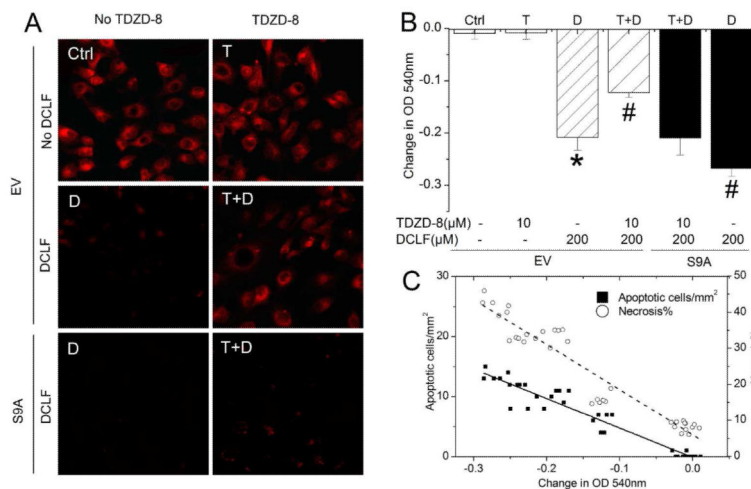 A
No TDZD-8
TDZD-8
EV
No DCLF
Ctrl
T
DCLF
D
T+D
S9A
DCLF
D
T+D
B
Ctrl
T
D
T+D
T+D
D
Change in OD 540nm
0.0
-0.1
-0.2
-0.3
*
#
#
TDZD-8(µM) - 10 - 10 10 -
DCLF(µM) - - 200 200 200 200
EV
S9A
C
Apoptotic cells/mm²
30
20
10
0
50
40
30
20
10
0
Apoptotic cells/mm²
Necrosis%
-0.3 -0.2 -0.1 0.0
Change in OD 540nm